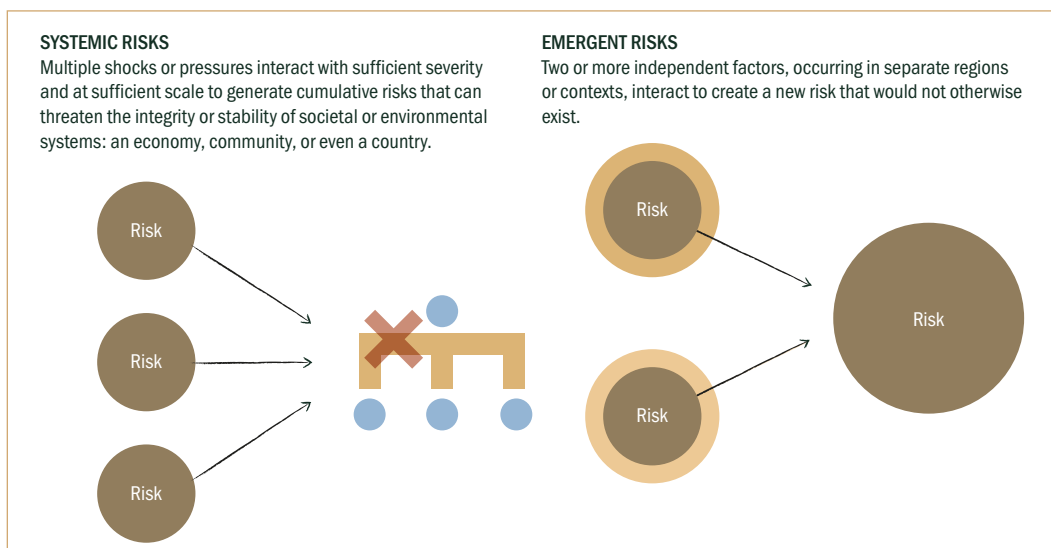 SYSTEMIC RISKS
Multiple shocks or pressures interact with sufficient severity
and at sufficient scale to generate cumulative risks that can
threaten the integrity or stability of societal or environmental
systems: an economy, community, or even a country.
Risk
Risk
Risk
EMERGENT RISKS
Two or more independent factors, occurring in separate regions
or contexts, interact to create a new risk that would not otherwise
exist.
Risk
Risk
Risk